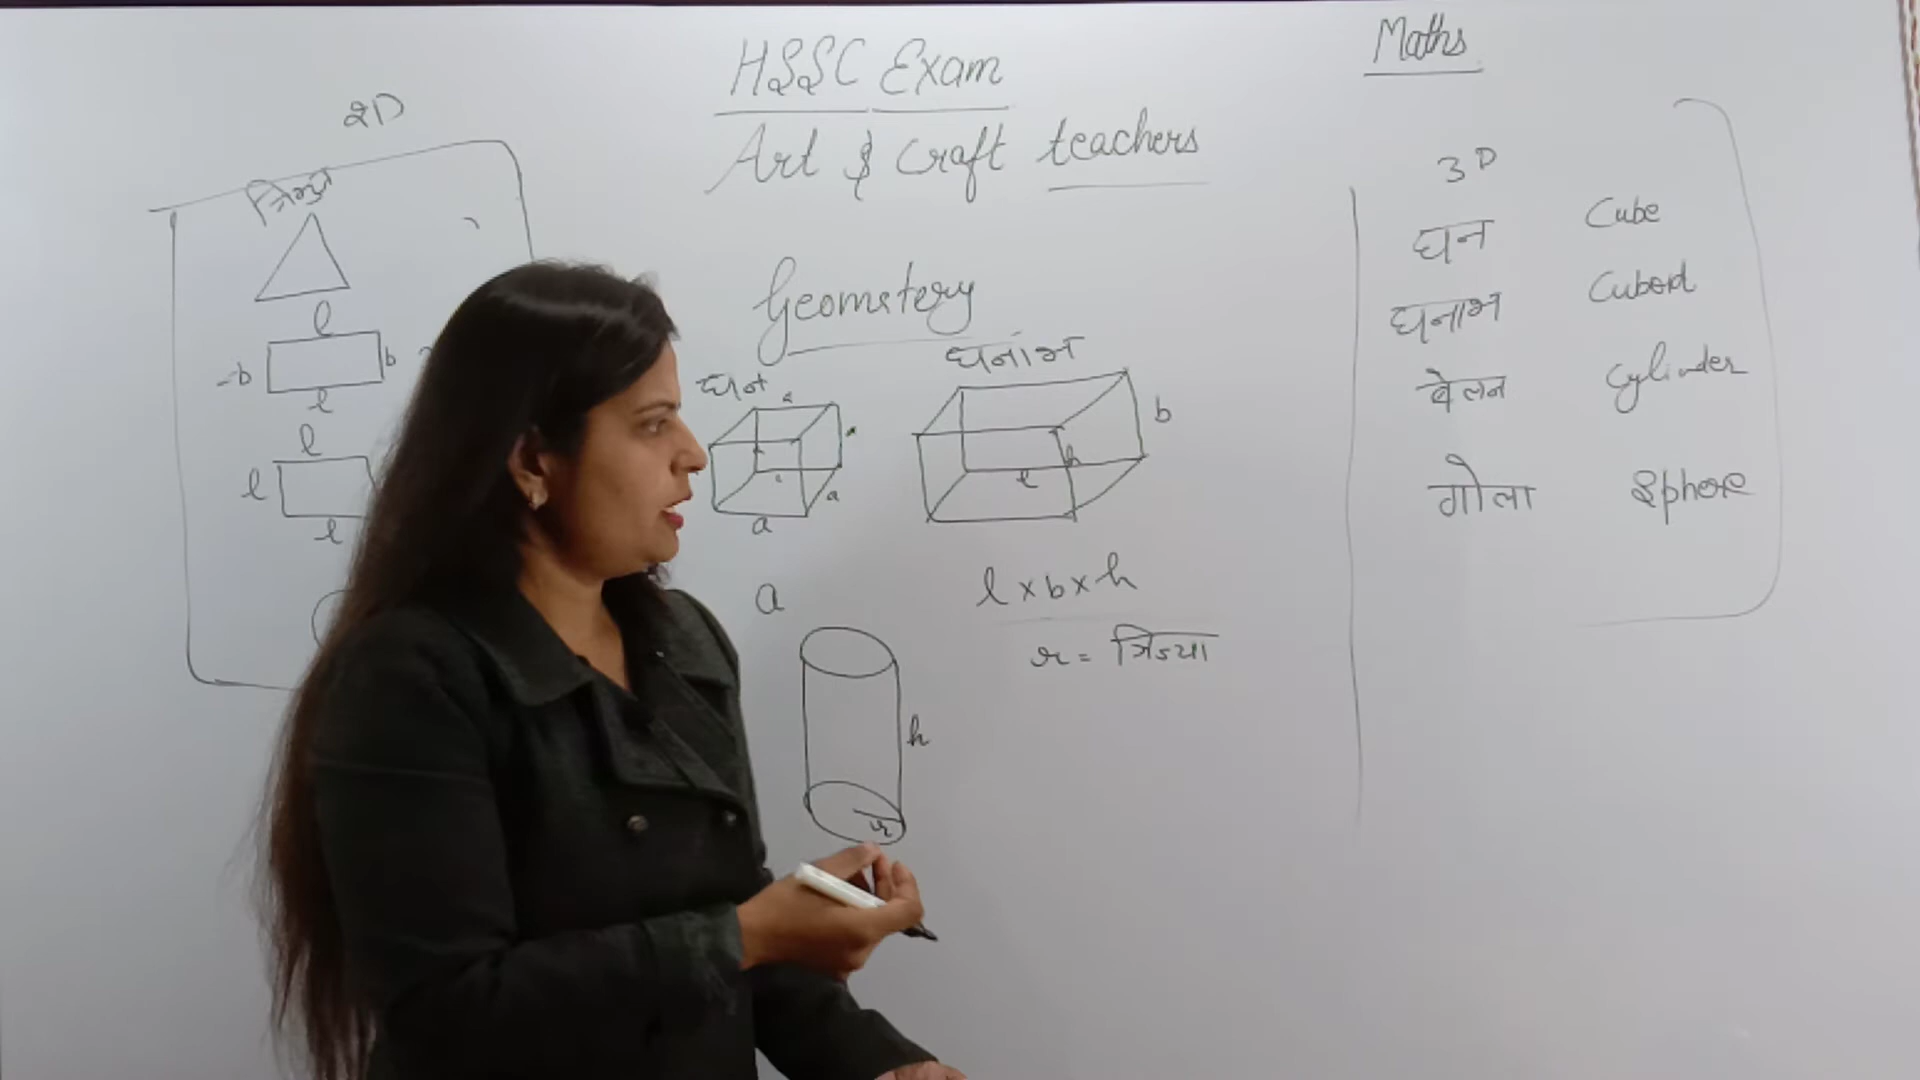 HSSC Exam
Art & Craft teachers
Maths
2D
l
b b
l
l
l
l
Geometery
घन
a
a
a
घनाभ
b
h
l
a
l×b×h
r = त्रिज्या
h
r
3D
घन Cube
घनाभ Cuboid
बेलन Cylinder
गोला Sphere